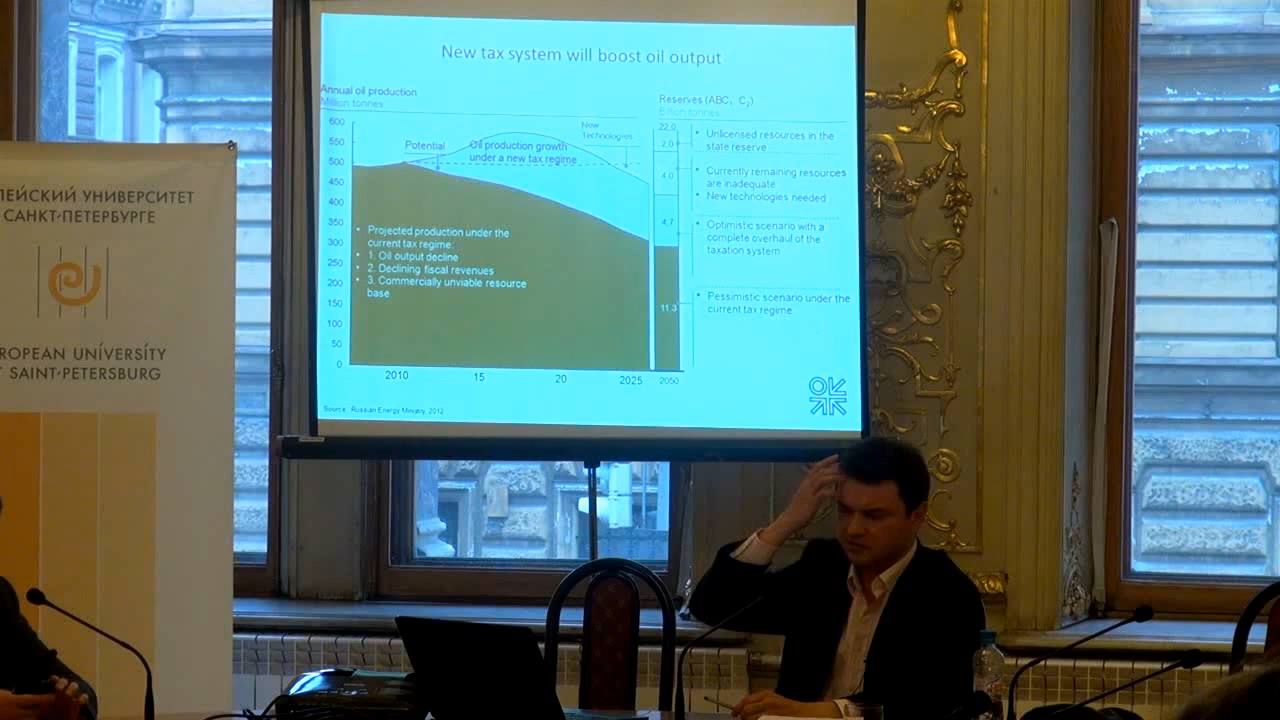 ПЕЙСКИЙ УНИВЕРСИТЕТ
САНКТ-ПЕТЕРБУРГЕ
ROPEAN UNIVERSITY
SAINT-PETERSBURG
New tax system will boost oil output
Annual oil production
Million tonnes
600
550
500
450
400
350
300
250
200
150
100
50
0
2010
15
20
2025
2050
Potential
Oil production growth
under a new tax regime
New
Technologies
• Projected production under the
current tax regime:
• 1. Oil output decline
• 2. Declining fiscal revenues
• 3. Commercially unviable resource
base
Reserves (ABC₁, C₂)
Billion tonnes
22.0
2.0
4.0
4.7
11.3
• Unlicensed resources in the
state reserve
• Currently remaining resources
are inadequate
• New technologies needed
• Optimistic scenario with a
complete overhaul of the
taxation system
• Pessimistic scenario under the
current tax regime
Source: Russian Energy Ministry, 2012